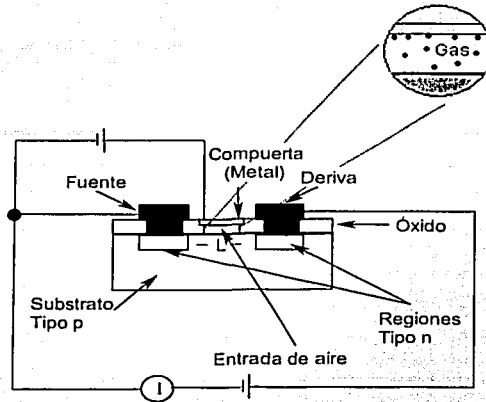 Gas
Compuerta
(Metal)
Deriva
Fuente
Óxido
L
Substrato
Tipo p
Regiones
Tipo n
Entrada de aire
I